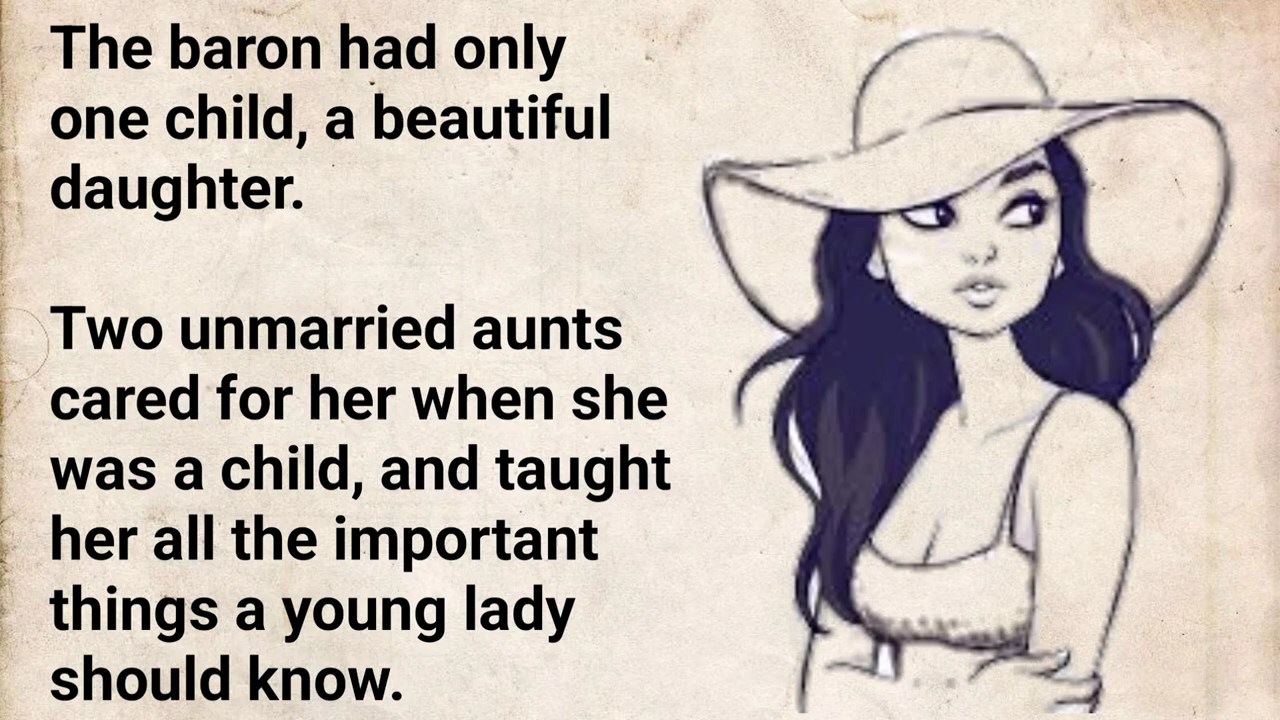 The baron had only
one child, a beautiful
daughter.
Two unmarried aunts
cared for her when she
was a child, and taught
her all the important
things a young lady
should know.